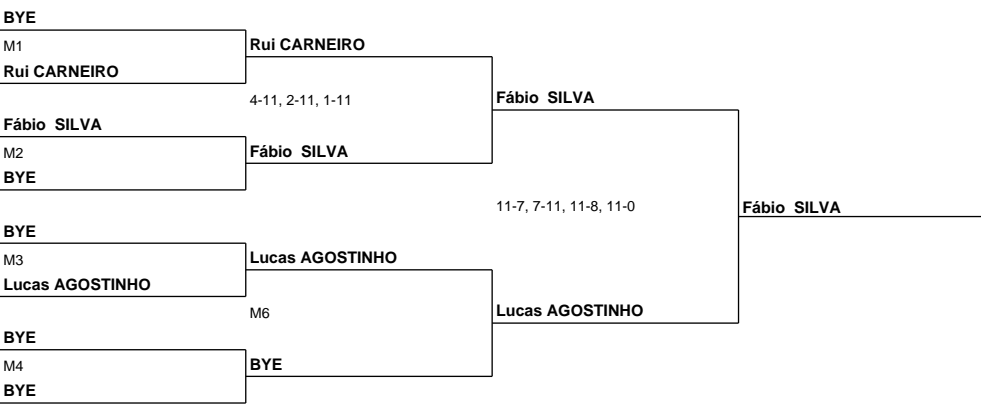 BYE
M1
Rui CARNEIRO
Rui CARNEIRO
4-11, 2-11, 1-11
Fábio SILVA
Fábio SILVA
M2
Fábio SILVA
BYE
11-7, 7-11, 11-8, 11-0
Fábio SILVA
BYE
M3
Lucas AGOSTINHO
Lucas AGOSTINHO
M6
Lucas AGOSTINHO
BYE
M4
BYE
BYE